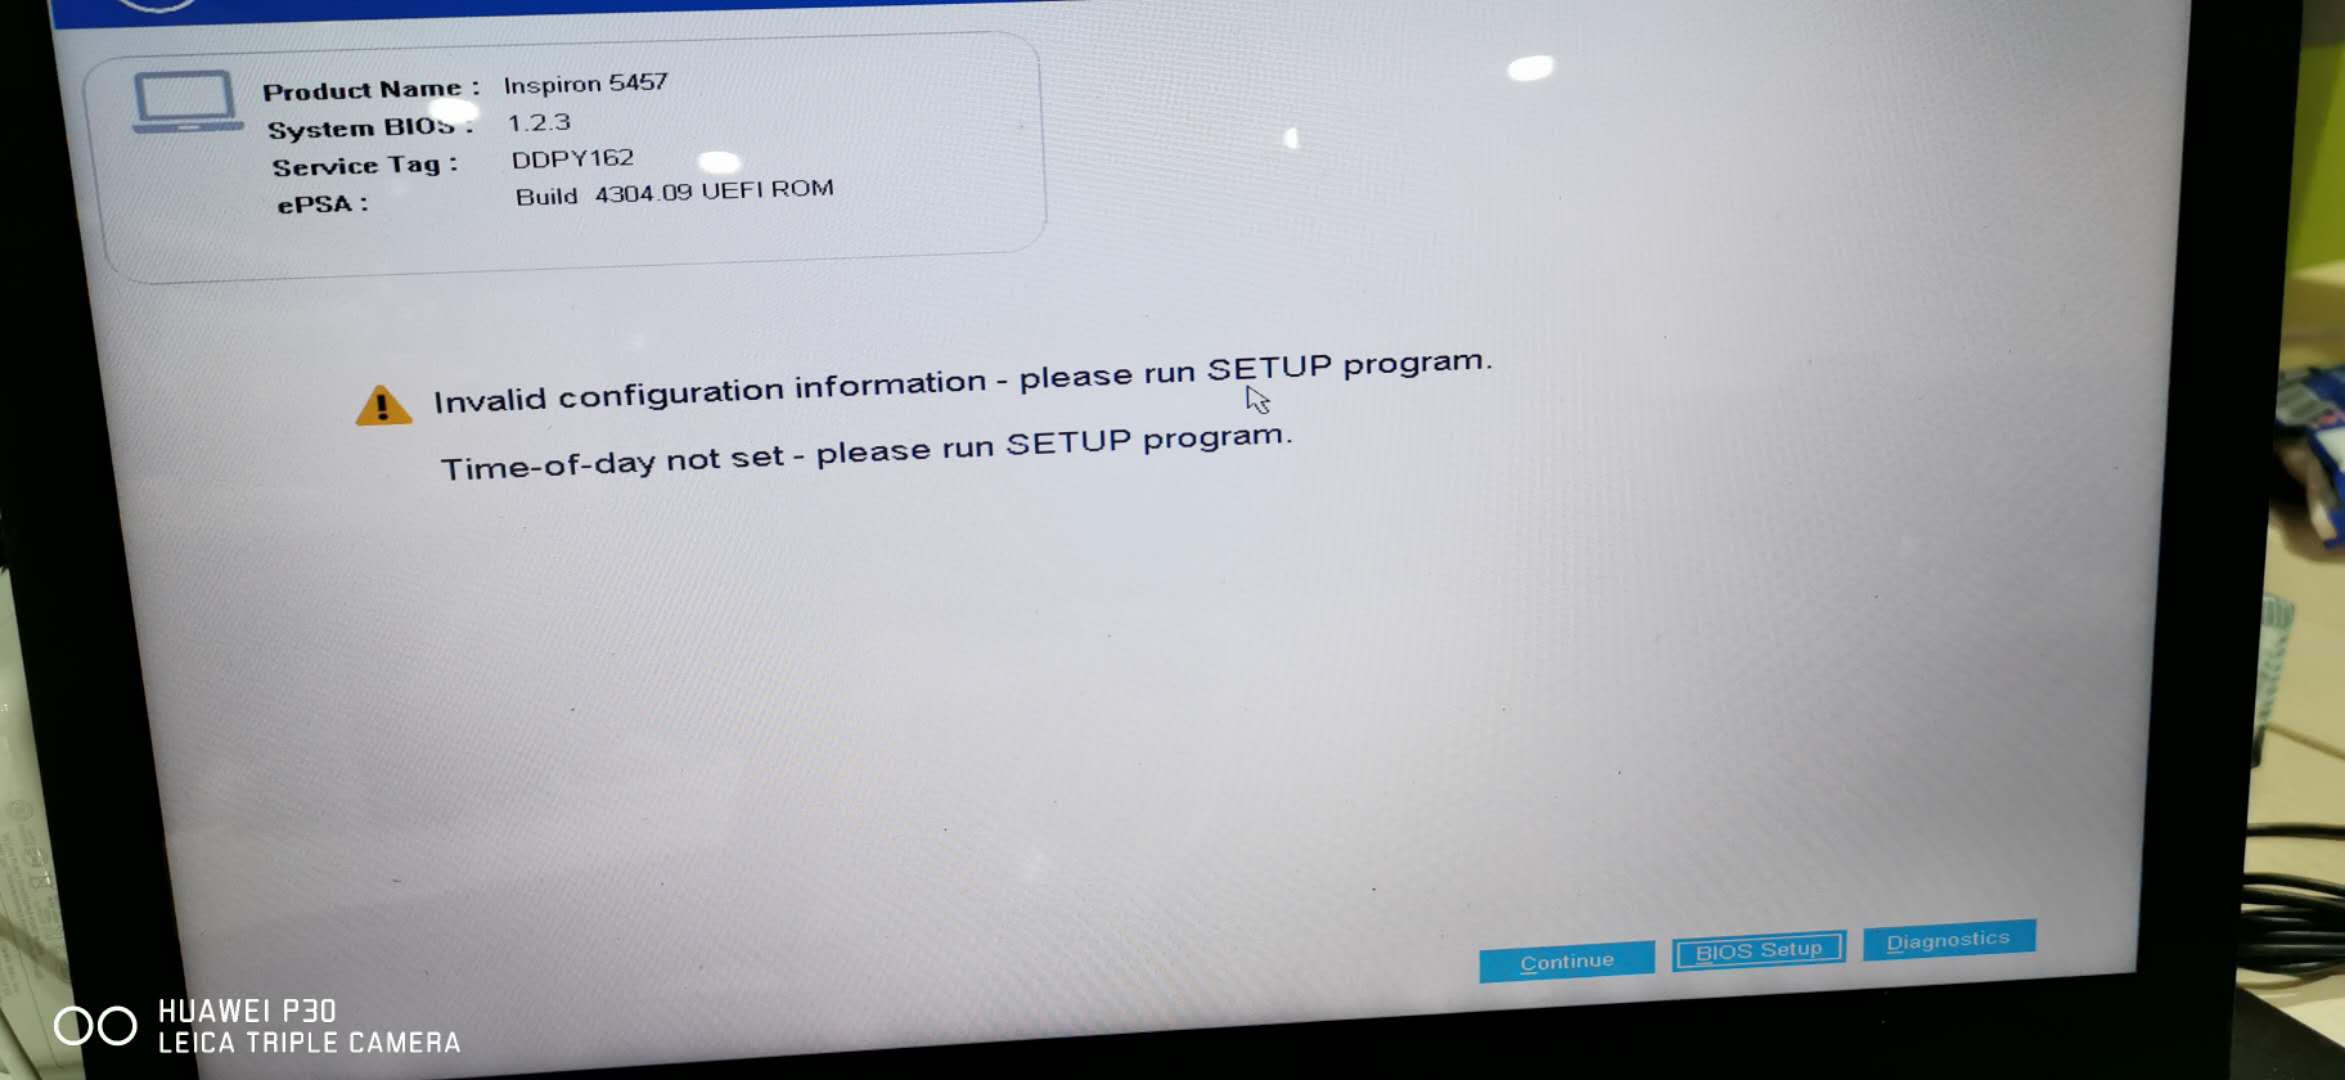 Product Name : Inspiron 5457
System BIOS : 1.2.3
Service Tag : DDPY162
ePSA : Build 4304.09 UEFI ROM
Invalid configuration information - please run SETUP program.
Time-of-day not set - please run SETUP program.
Continue BIOS Setup Diagnostics
HUAWEI P30
LEICA TRIPLE CAMERA